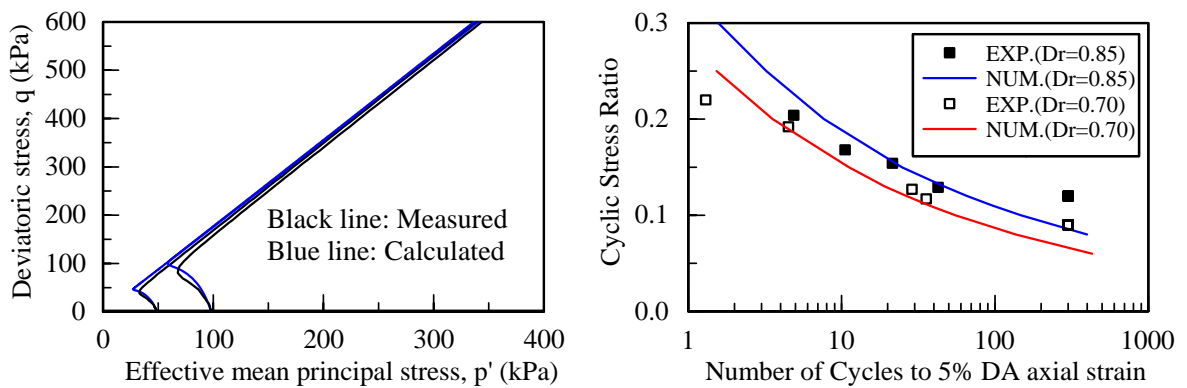 600
500
400
300
200
100
0
Deviatoric stress, q (kPa)
Black line: Measured
Blue line: Calculated
0 100 200 300 400
Effective mean principal stress, p' (kPa)
0.3
0.2
0.1
0.0
Cyclic Stress Ratio
EXP.(Dr=0.85)
NUM.(Dr=0.85)
EXP.(Dr=0.70)
NUM.(Dr=0.70)
1 10 100 1000
Number of Cycles to 5% DA axial strain